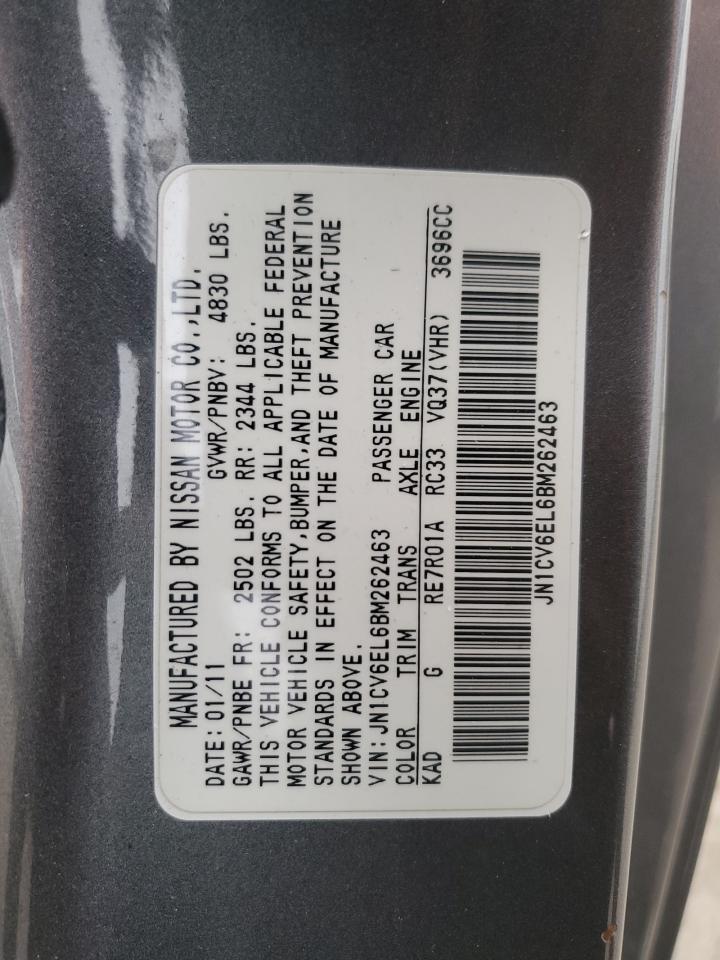 MANUFACTURED BY NISSAN MOTOR CO.,LTD.
DATE: 01/11 GVWR/PNBV: 4830 LBS.
GAWR/PNBE FR: 2502 LBS. RR: 2344 LBS.
THIS VEHICLE CONFORMS TO ALL APPLICABLE FEDERAL
MOTOR VEHICLE SAFETY,BUMPER,AND THEFT PREVENTION
STANDARDS IN EFFECT ON THE DATE OF MANUFACTURE
SHOWN ABOVE.
VIN:JN1CV6EL6BM262463 PASSENGER CAR
COLOR TRIM TRANS AXLE ENGINE
KAD G RE7R01A RC33 VQ37(VHR) 3696CC
JN1CV6EL6BM262463